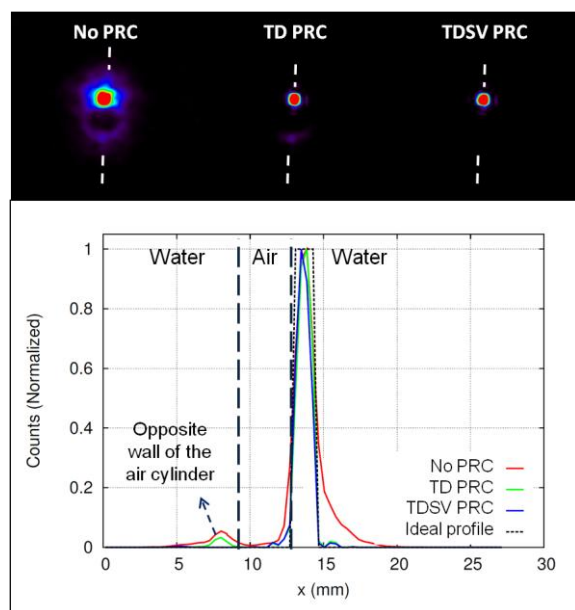 No PRC TD PRC TDSV PRC
Water Air Water
Opposite
wall of the
air cylinder
Counts (Normalized)
1
0.8
0.6
0.4
0.2
0
No PRC
TD PRC
TDSV PRC
Ideal profile
0 5 10 15 20 25 30
x (mm)